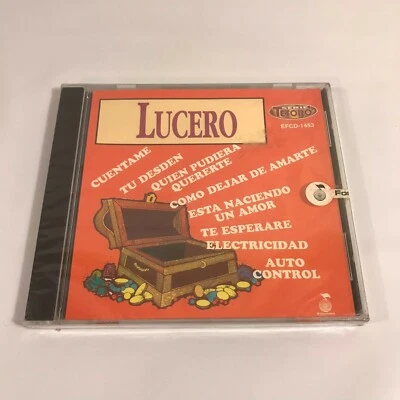 LUCERO
SERIE
TESORO
EFCD-1483
CUENTAME
TU DESDEN
QUIEN PUDIERA
QUERERTE
COMO DEJAR DE AMARTE
ESTA NACIENDO
UN AMOR
TE ESPERARE
ELECTRICIDAD
AUTO
CONTROL